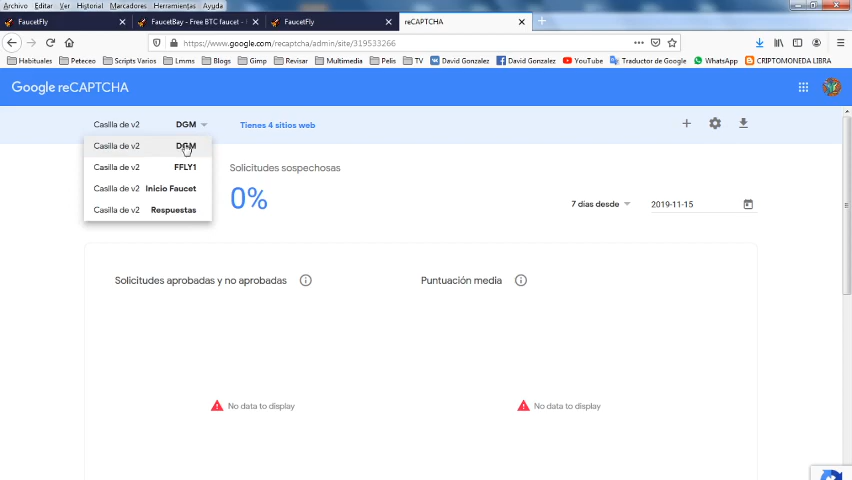 Archivo Editar Ver Historial Marcadores Herramientas Ayuda
FaucetFly FaucetBay - Free BTC faucet - FaucetFly reCAPTCHA
https://www.google.com/recaptcha/admin/site/319533266
Habituales Peteceo Scripts Varios Lmms Blogs Gimp Revisar Multimedia Pelis TV David Gonzalez David Gonzalez YouTube Traductor de Google WhatsApp CRIPTOMONEDA LIBRA
Google reCAPTCHA
Casilla de v2 DGM Tienes 4 sitios web
Casilla de v2 DGM
Casilla de v2 FFLY1
Casilla de v2 Inicio Faucet
Casilla de v2 Respuestas
Solicitudes sospechosas
0%
7 días desde 2019-11-15
Solicitudes aprobadas y no aprobadas Puntuación media
No data to display No data to display